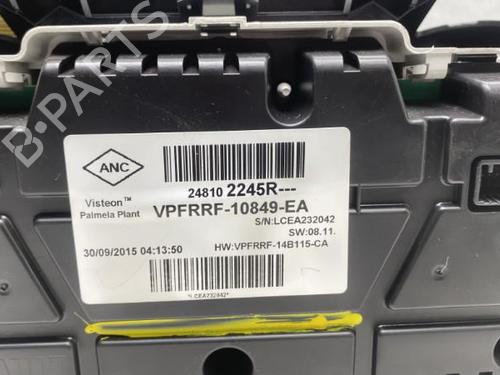 B-PARTS
ANC
24810 2245R---
Visteon™
Palmela Plant
VPFRRF-10849-EA
S/N:LCEA232042
SW:08.11.
30/09/2015 04:13:50
HW:VPFRRF-14B115-CA
*LCEA232042*